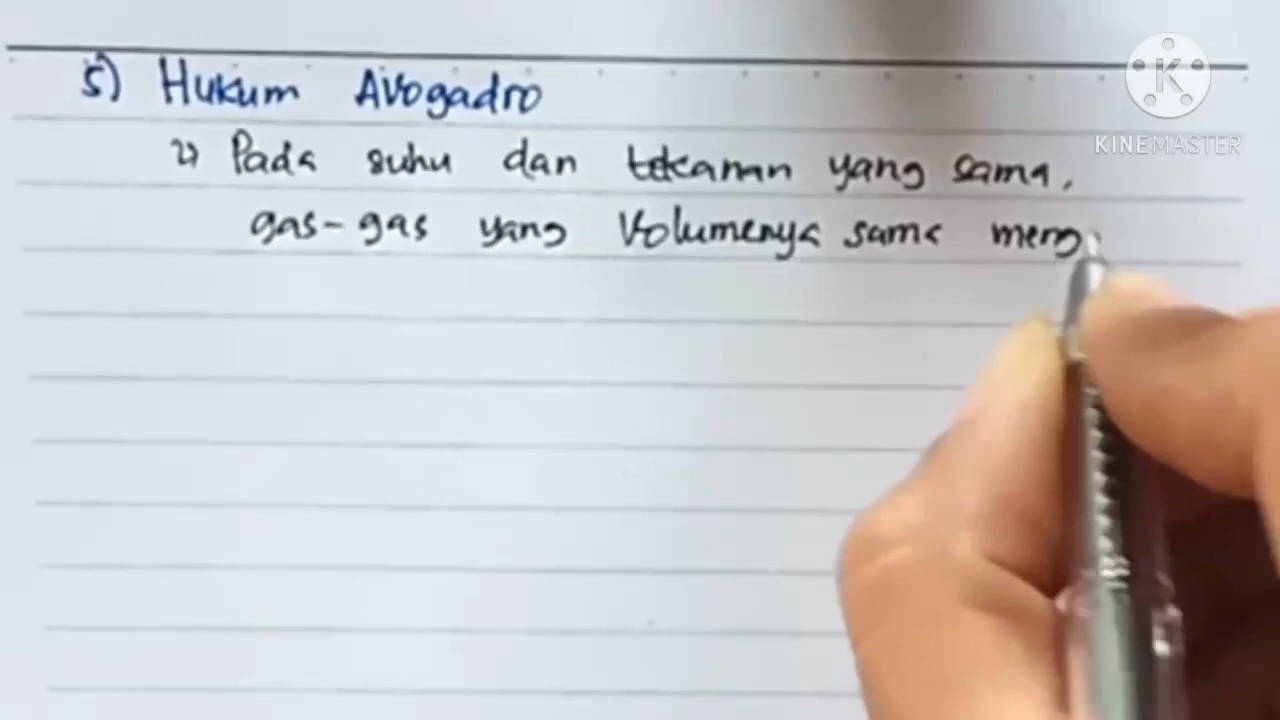 5) Hukum Avogadro
Pada suhu dan tekanan yang sama,
gas-gas yang Volumenya sama meng
K
KINEMASTER